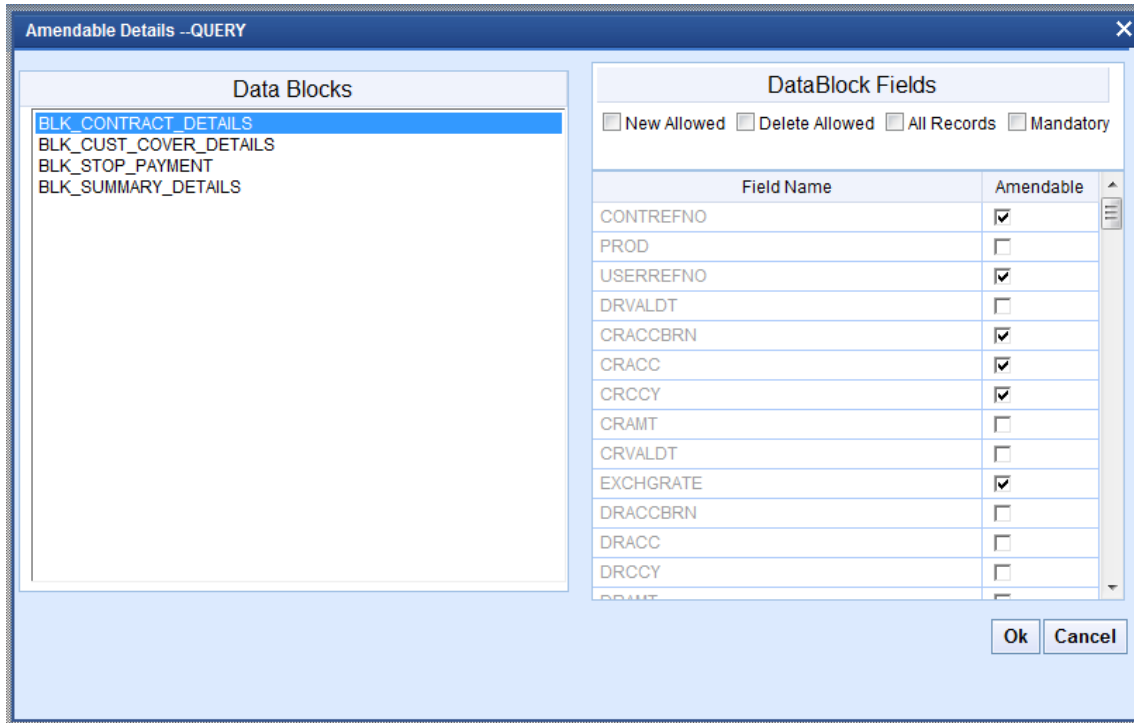 Amendable Details --QUERY
Data Blocks
BLK_CONTRACT_DETAILS
BLK_CUST_COVER_DETAILS
BLK_STOP_PAYMENT
BLK_SUMMARY_DETAILS
DataBlock Fields
New Allowed Delete Allowed All Records Mandatory
Field Name Amendable
CONTREFNO
PROD
USERREFNO
DRVALDT
CRACCBRN
CRACC
CRCCY
CRAMT
CRVALDT
EXCHGRATE
DRACCBRN
DRACC
DRCCY
DRAMT
Ok Cancel